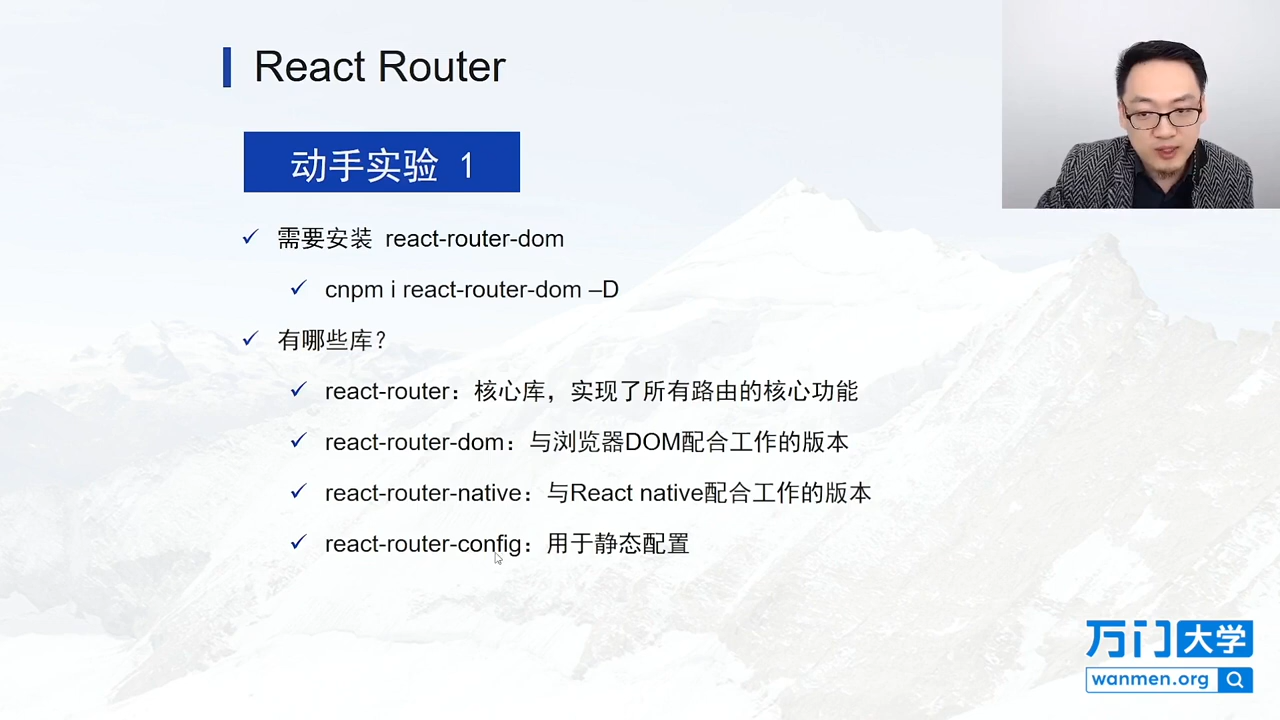 React Router
动手实验 1
需要安装 react-router-dom
cnpm i react-router-dom –D
有哪些库?
react-router：核心库，实现了所有路由的核心功能
react-router-dom：与浏览器DOM配合工作的版本
react-router-native：与React native配合工作的版本
react-router-config：用于静态配置
万门大学
wanmen.org